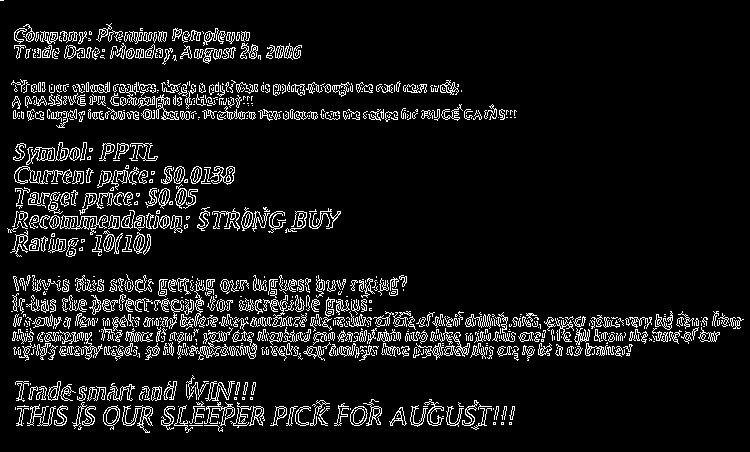 Company: Premium Petroleum
Trade Date: Monday, August 28, 2006
To all our valued readers. Here's a pick that is going through the roof next week.
A MASSIVE PR Campaign is underway!!!
In the hugely lucrative Oil Sector, Premium Petroleum has the recipe for HUGE GAINS!!!
Symbol: PPTL
Current price: $0.0138
Target price: $0.05
Recommendation: STRONG BUY
Rating: 10(10)
Why is this stock getting our highest buy rating?
It has the perfect recipe for incredible gains:
It's only a few weeks away before they announce the results on one of their drilling sites, expect some very big news from
this company. The time is now, your one thousand can easily turn into three with this one! We all know the state of our
world's energy needs, so in the upcoming weeks, our analysts have predicted this one to be a no brainer!
Trade smart and WIN!!!
THIS IS OUR SLEEPER PICK FOR AUGUST!!!